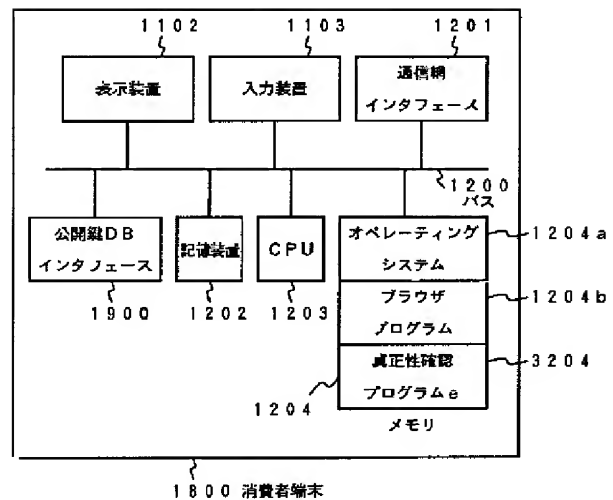 1102
1103
1201
表示装置
入力装置
通信網
インタフェース
1200
バス
公開鍵DB
インタフェース
記憶装置
CPU
オペレーティング
システム
1204a
1900
1202
1203
ブラウザ
プログラム
1204b
真正性確認
プログラムe
3204
1204
メモリ
1800 消費者端末